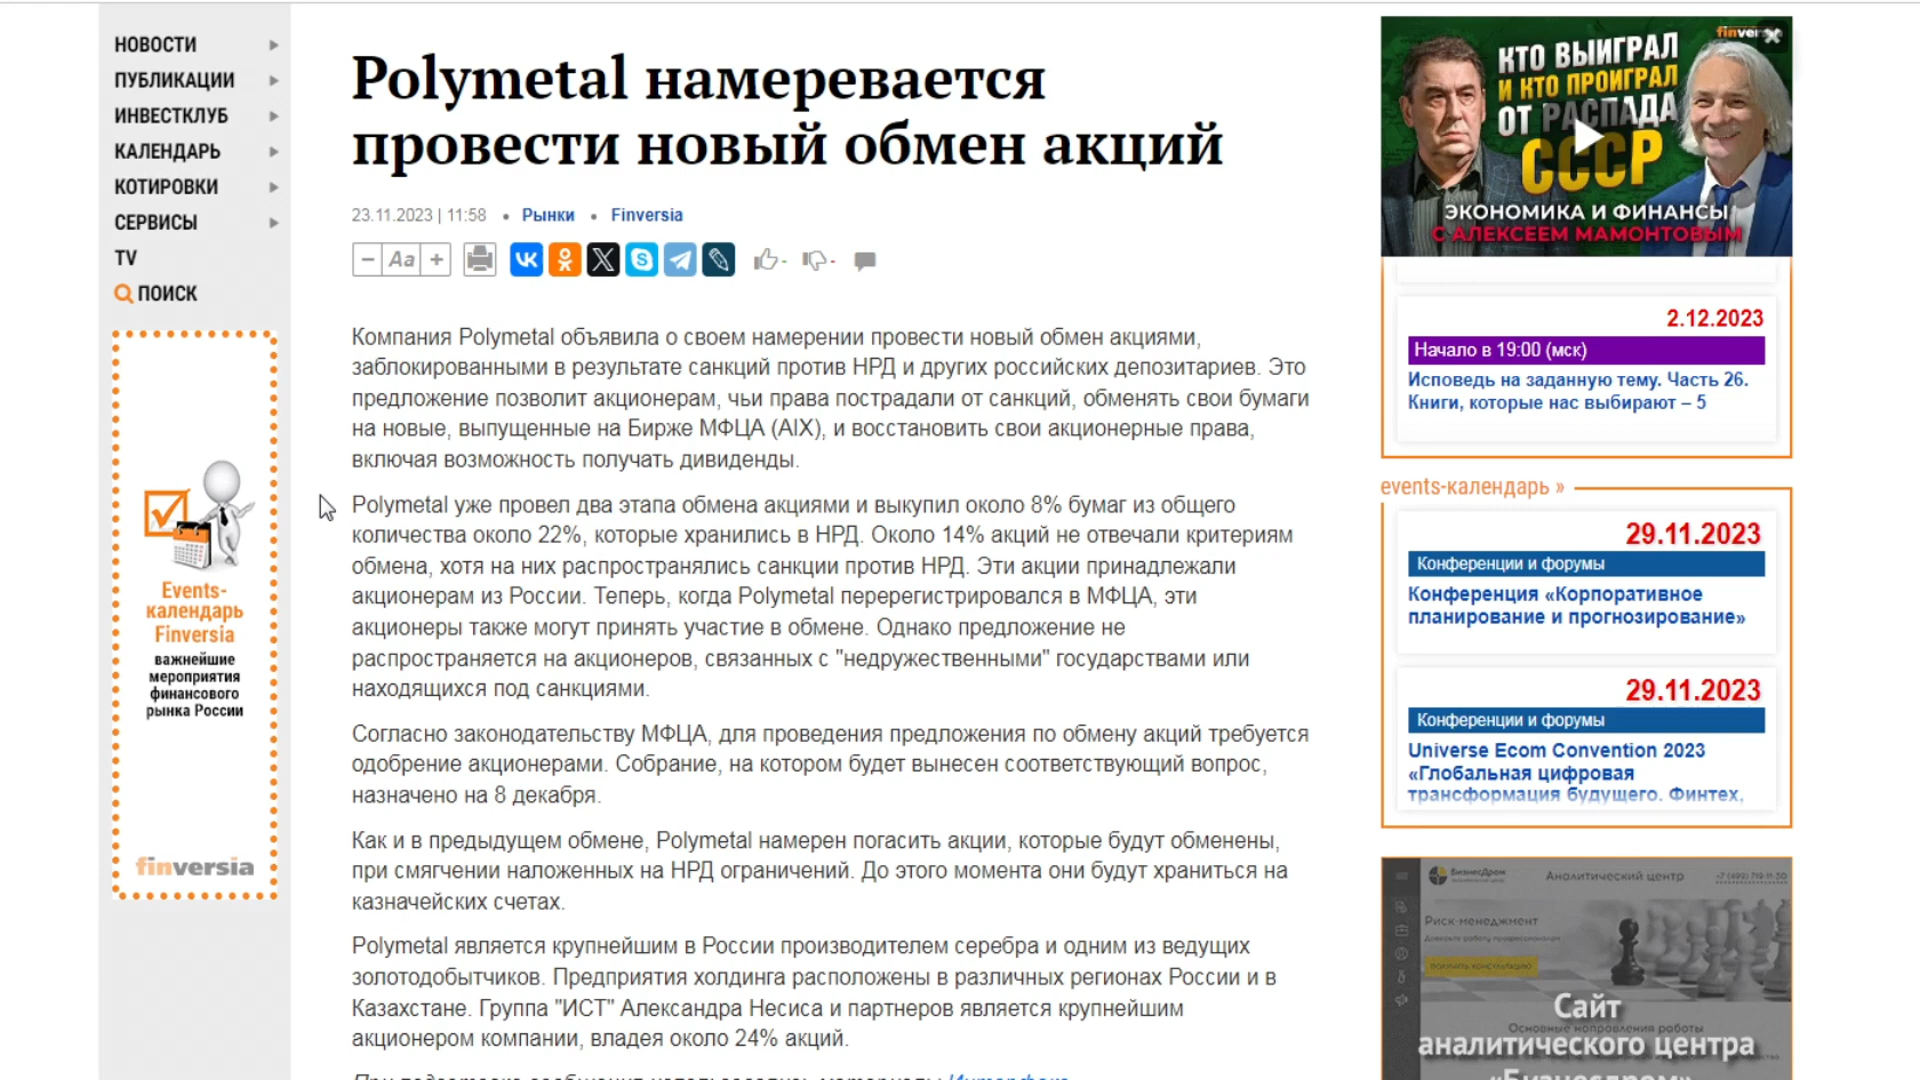 НОВОСТИ
ПУБЛИКАЦИИ
ИНВЕСТКЛУБ
КАЛЕНДАРЬ
КОТИРОВКИ
СЕРВИСЫ
TV
ПОИСК
Events-
календарь
Finversia
важнейшие
мероприятия
финансового
рынка России
finversia
Polymetal намеревается
провести новый обмен акций
23.11.2023 | 11:58 • Рынки • Finversia
− Aa +
Компания Polymetal объявила о своем намерении провести новый обмен акциями,
заблокированными в результате санкций против НРД и других российских депозитариев. Это
предложение позволит акционерам, чьи права пострадали от санкций, обменять свои бумаги
на новые, выпущенные на Бирже МФЦА (AIX), и восстановить свои акционерные права,
включая возможность получать дивиденды.
Polymetal уже провел два этапа обмена акциями и выкупил около 8% бумаг из общего
количества около 22%, которые хранились в НРД. Около 14% акций не отвечали критериям
обмена, хотя на них распространялись санкции против НРД. Эти акции принадлежали
акционерам из России. Теперь, когда Polymetal перерегистрировался в МФЦА, эти
акционеры также могут принять участие в обмене. Однако предложение не
распространяется на акционеров, связанных с "недружественными" государствами или
находящихся под санкциями.
Согласно законодательству МФЦА, для проведения предложения по обмену акций требуется
одобрение акционерами. Собрание, на котором будет вынесен соответствующий вопрос,
назначено на 8 декабря.
Как и в предыдущем обмене, Polymetal намерен погасить акции, которые будут обменены,
при смягчении наложенных на НРД ограничений. До этого момента они будут храниться на
казначейских счетах.
Polymetal является крупнейшим в России производителем серебра и одним из ведущих
золотодобытчиков. Предприятия холдинга расположены в различных регионах России и в
Казахстане. Группа "ИСТ" Александра Несиса и партнеров является крупнейшим
акционером компании, владея около 24% акций.
КТО ВЫИГРАЛ
И КТО ПРОИГРАЛ
ОТ РАСПАДА
СССР
ЭКОНОМИКА И ФИНАНСЫ
С АЛЕКСЕЕМ МАМОНТОВЫМ
2.12.2023
Начало в 19:00 (мск)
Исповедь на заданную тему. Часть 26.
Книги, которые нас выбирают – 5
events-календарь »
29.11.2023
Конференции и форумы
Конференция «Корпоративное
планирование и прогнозирование»
29.11.2023
Конференции и форумы
Universe Ecom Convention 2023
«Глобальная цифровая
трансформация будущего. Финтех,
БизнесДром
Аналитический центр
+7 (499) 719-11-30
Риск-менеджмент
Сайт
Основные направления работы
аналитического центра
«Бизнесдром»